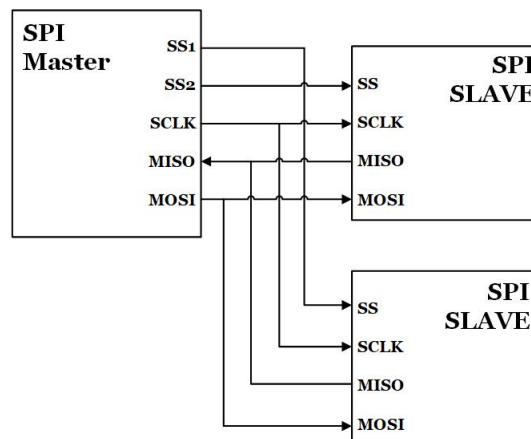 SPI
Master
SS1
SS2
SCLK
MISO
MOSI
SPI
SLAVE
SS
SCLK
MISO
MOSI
SPI
SLAVE
SS
SCLK
MISO
MOSI